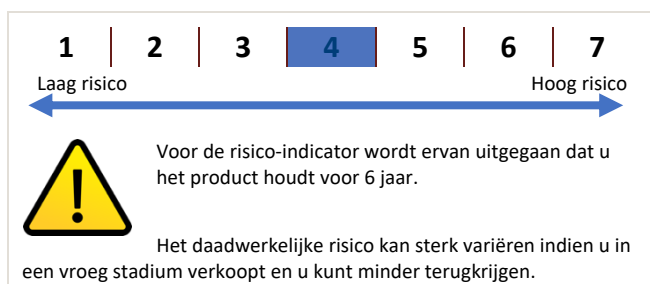 1 2 3 4 5 6 7
Laag risico Hoog risico
Voor de risico-indicator wordt ervan uitgegaan dat u
het product houdt voor 6 jaar.
Het daadwerkelijke risico kan sterk variëren indien u in
een vroeg stadium verkoopt en u kunt minder terugkrijgen.